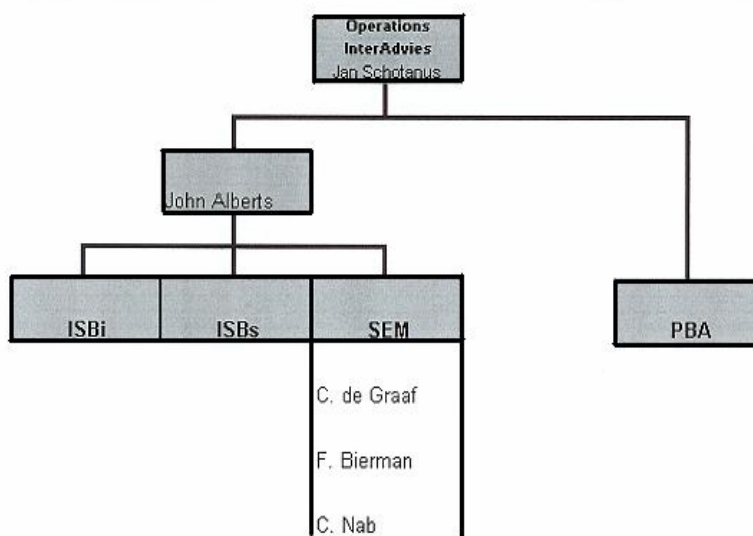 Operations
InterAdvies
Jan Schotanus
John Alberts
ISBi
ISBs
SEM
PBA
C. de Graaf
F. Bierman
C. Nab